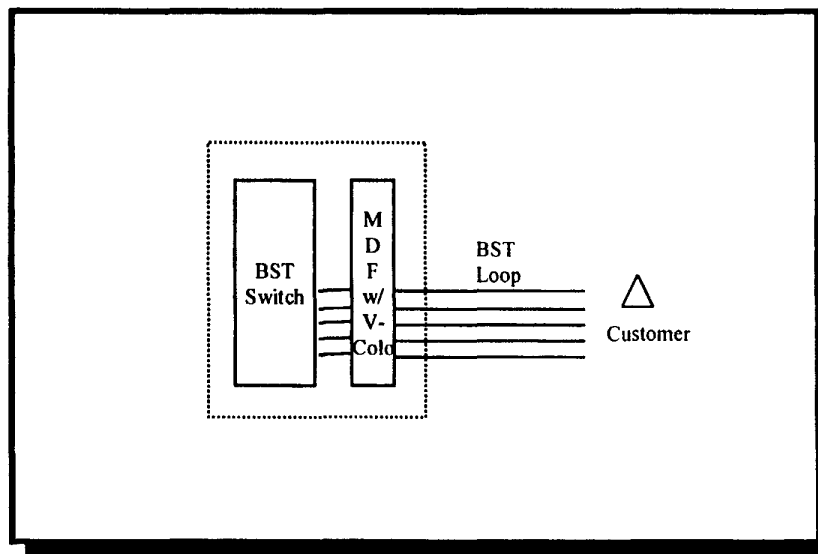 BST
Switch
M
D
F
w/
V-
Colo
BST
Loop
Customer